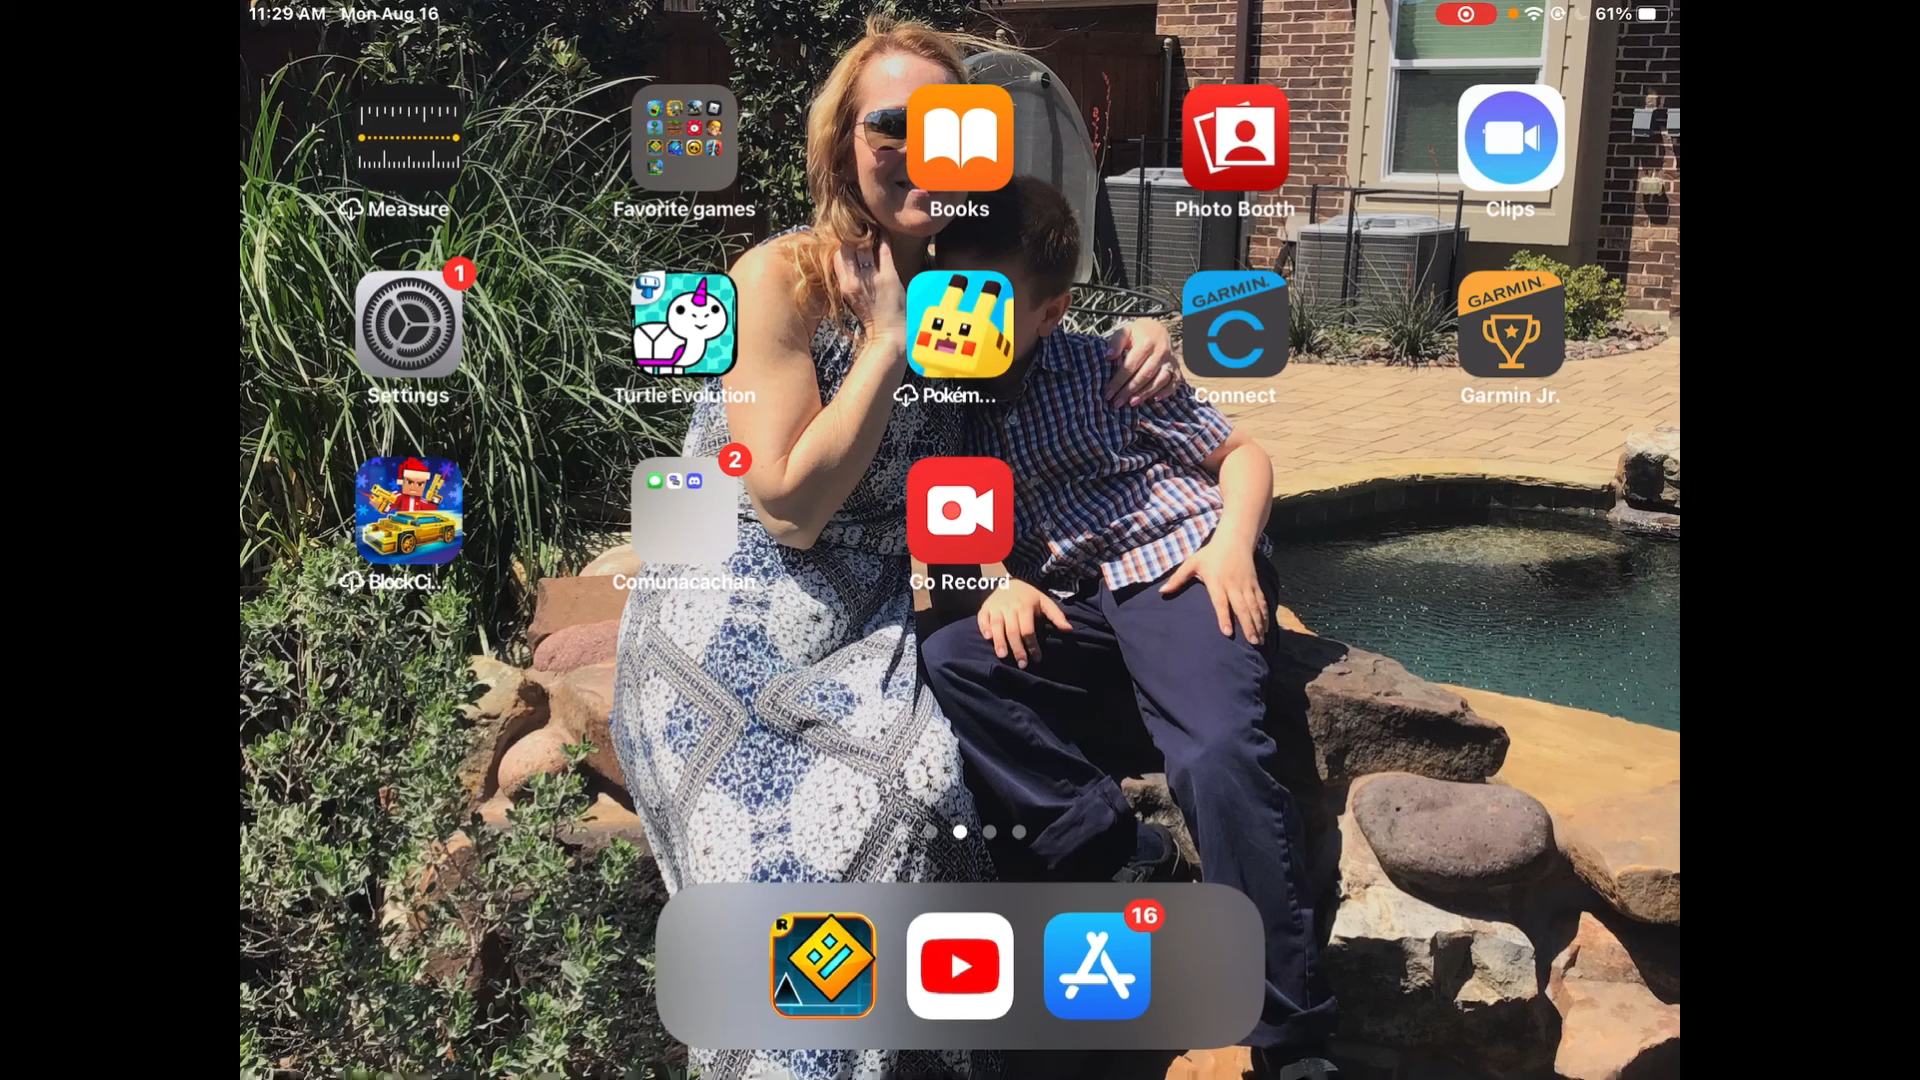 11:29 AM Mon Aug 16
61%
Measure
Favorite games
Books
Photo Booth
Clips
1
GARMIN.
GARMIN.
Settings
Turtle Evolution
Pokém...
Connect
Garmin Jr.
2
BlockCi...
Comunacachan
Go Record
R
16